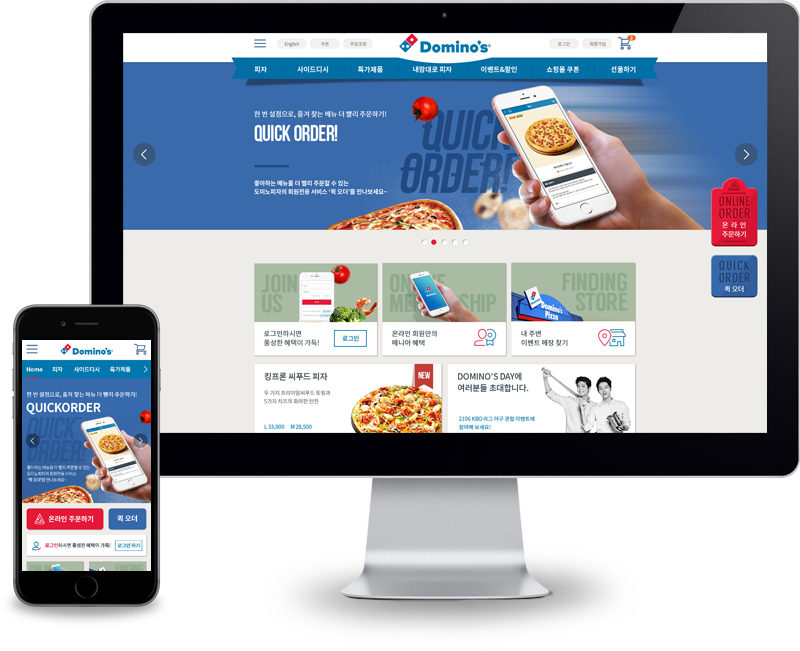 English
쿠폰
주문조회
Domino's
로그인
회원가입
피자
사이드디시
특가제품
내맘대로 피자
이벤트&할인
쇼핑몰 쿠폰
선물하기
한 번 설정으로, 즐겨 찾는 메뉴 더 빨리 주문하기!
QUICK ORDER!
QUICK
ORDER!
좋아하는 메뉴를 더 빨리 주문할 수 있는
도미노피자의 회원전용 서비스 '퀵 오더'를 만나보세요~
ONLINE
ORDER
온 라 인
주문하기
QUICK
ORDER
퀵 오더
JOIN
US
로그인하시면
풍성한 혜택이 가득!
로그인
온라인 회원만의
매니아 혜택
FINDING
STORE
Domino's
Pizza
내 주변
이벤트 매장 찾기
킹프론 씨푸드 피자
NEW
두 가지 프리미엄씨푸드 토핑과
5가지 치즈의 화려한 만찬
L 33,900 M 28,500
DOMINO'S DAY에
여러분들 초대합니다.
2106 KBO 리그 야구 관람 이벤트에
참여해 보세요!
Domino's
Home
피자
사이드디시
특가제품
한 번 설정으로, 즐겨 찾는 메뉴 더 빨리 주문하기!
QUICKORDER
좋아하는 메뉴를 더 빨리 주문할 수 있는
도미노피자의 회원전용 서비스
'퀵 오더'를 만나보세요~
온라인 주문하기
퀵 오더
로그인하시면 풍성한 혜택이 가득!
로그인 하기